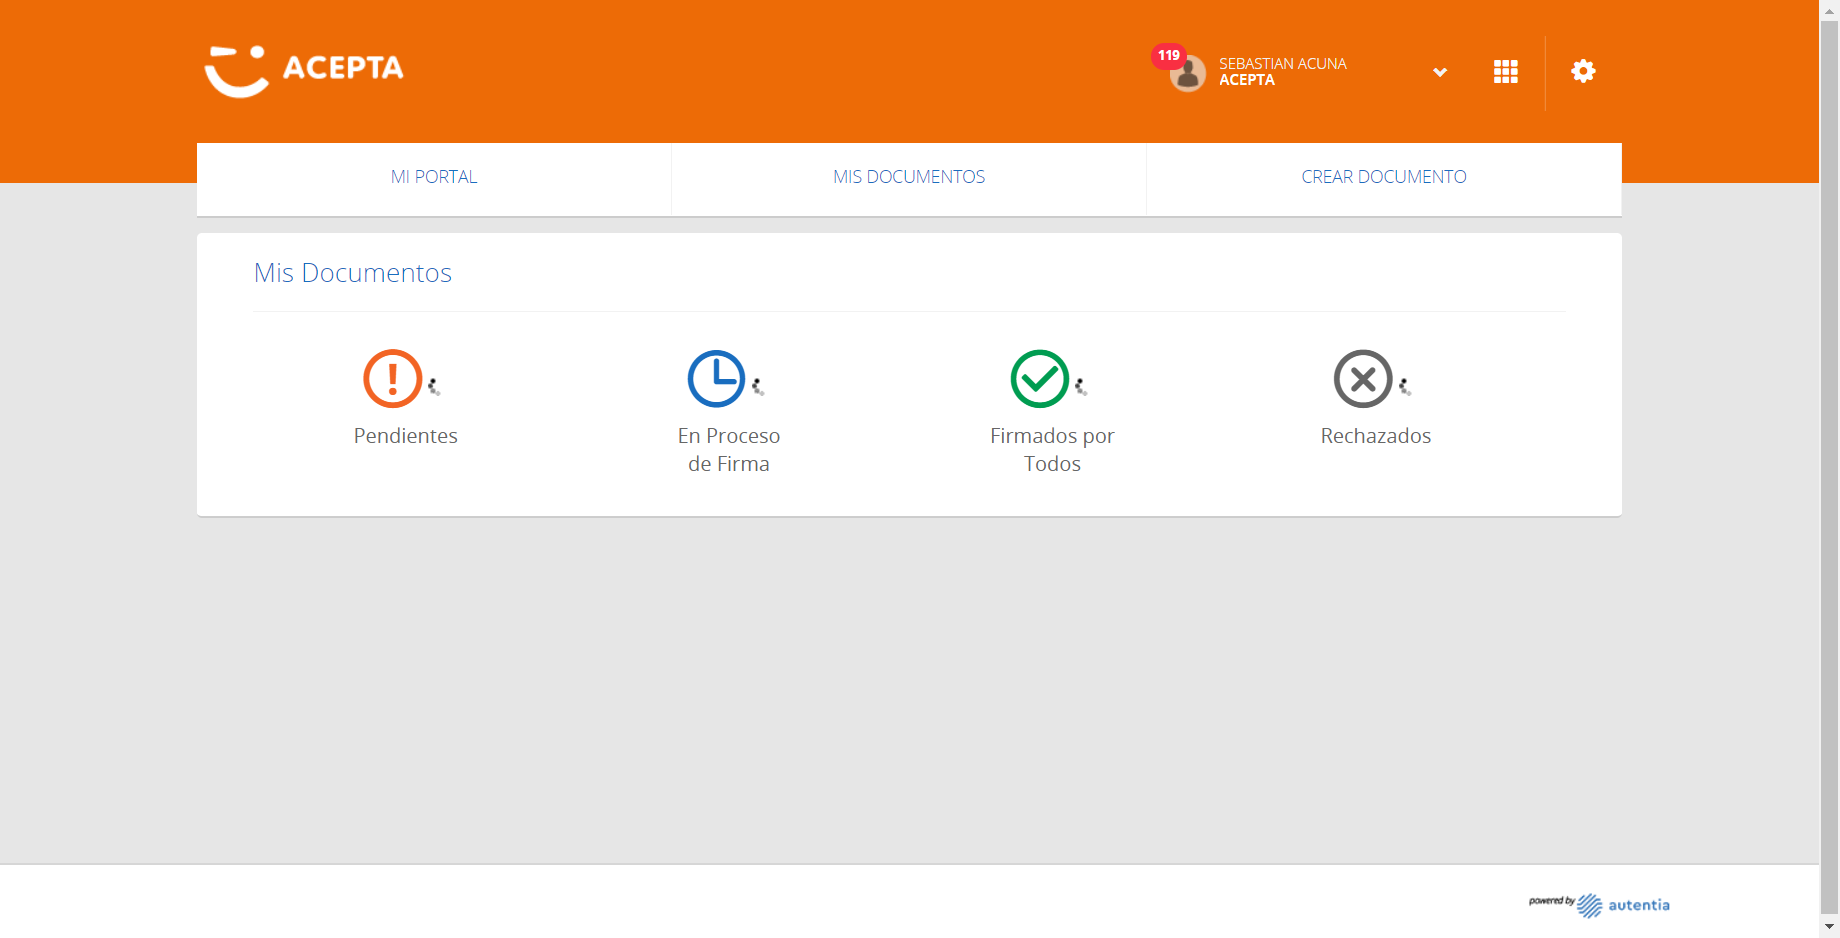 ACEPTA
119
SEBASTIAN ACUNA
ACEPTA
MI PORTAL
MIS DOCUMENTOS
CREAR DOCUMENTO
Mis Documentos
Pendientes
En Proceso
de Firma
Firmados por
Todos
Rechazados
powered by autentia